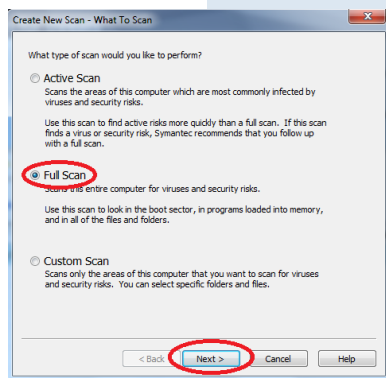 Create New Scan - What To Scan
What type of scan would you like to perform?
Active Scan
Scans the areas of this computer which are most commonly infected by
viruses and security risks.
Use this scan to find active risks more quickly than a full scan. If this scan
finds a virus or security risk, Symantec recommends that you follow up
with a full scan.
Full Scan
Scans this entire computer for viruses and security risks.
Use this scan to look in the boot sector, in programs loaded into memory,
and in all of the files and folders.
Custom Scan
Scans only the areas of this computer that you want to scan for viruses
and security risks. You can select specific folders and files.
< Back Next > Cancel Help